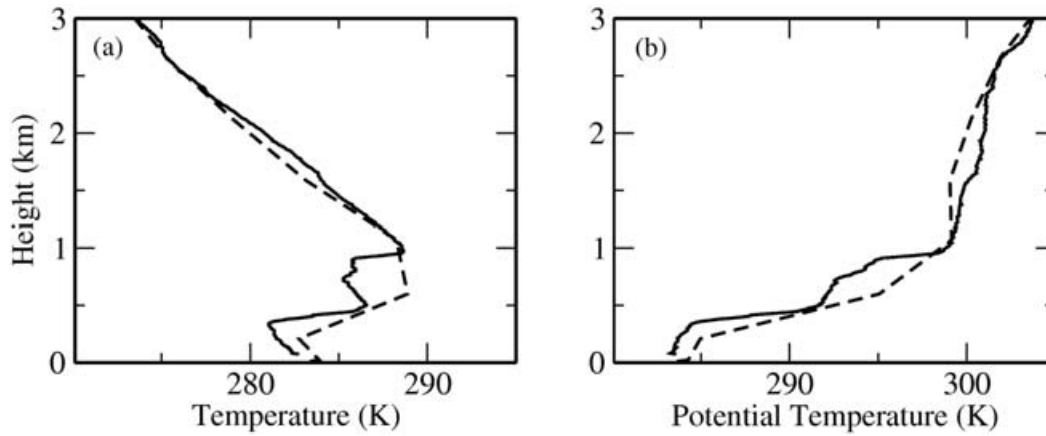 3
(a)
2
Height (km)
1
0
280
290
Temperature (K)
3
(b)
2
1
0
290
300
Potential Temperature (K)